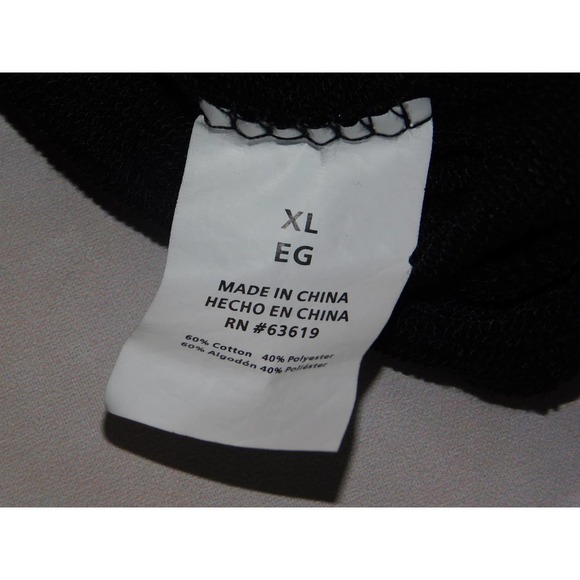 XL
EG
MADE IN CHINA
HECHO EN CHINA
RN #63619
60% Cotton 40% Polyester
60% Algodón 40% Poliéster